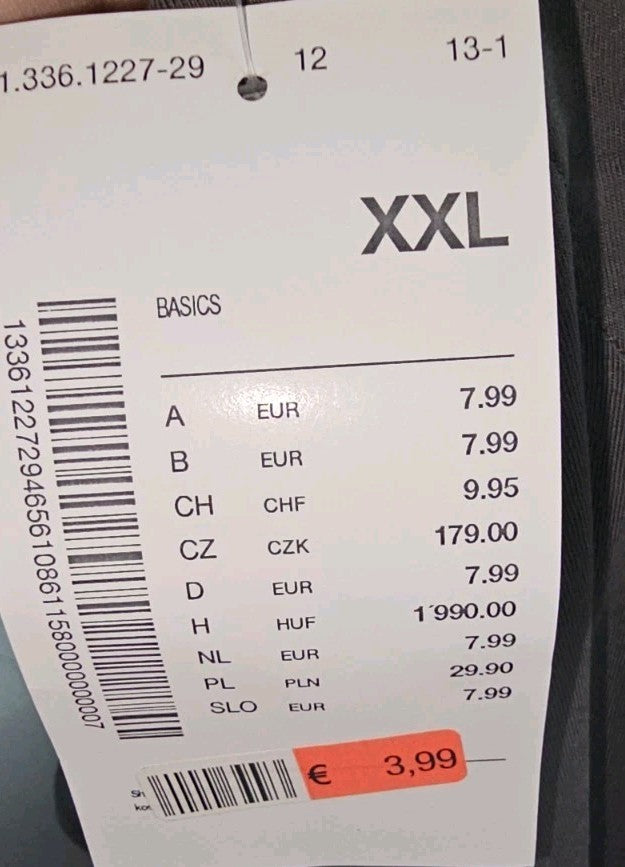 1.336.1227-29 12 13-1
XXL
BASICS
A EUR 7.99
B EUR 7.99
CH CHF 9.95
CZ CZK 179.00
D EUR 7.99
H HUF 1'990.00
NL EUR 7.99
PL PLN 29.90
SLO EUR 7.99
€ 3,99